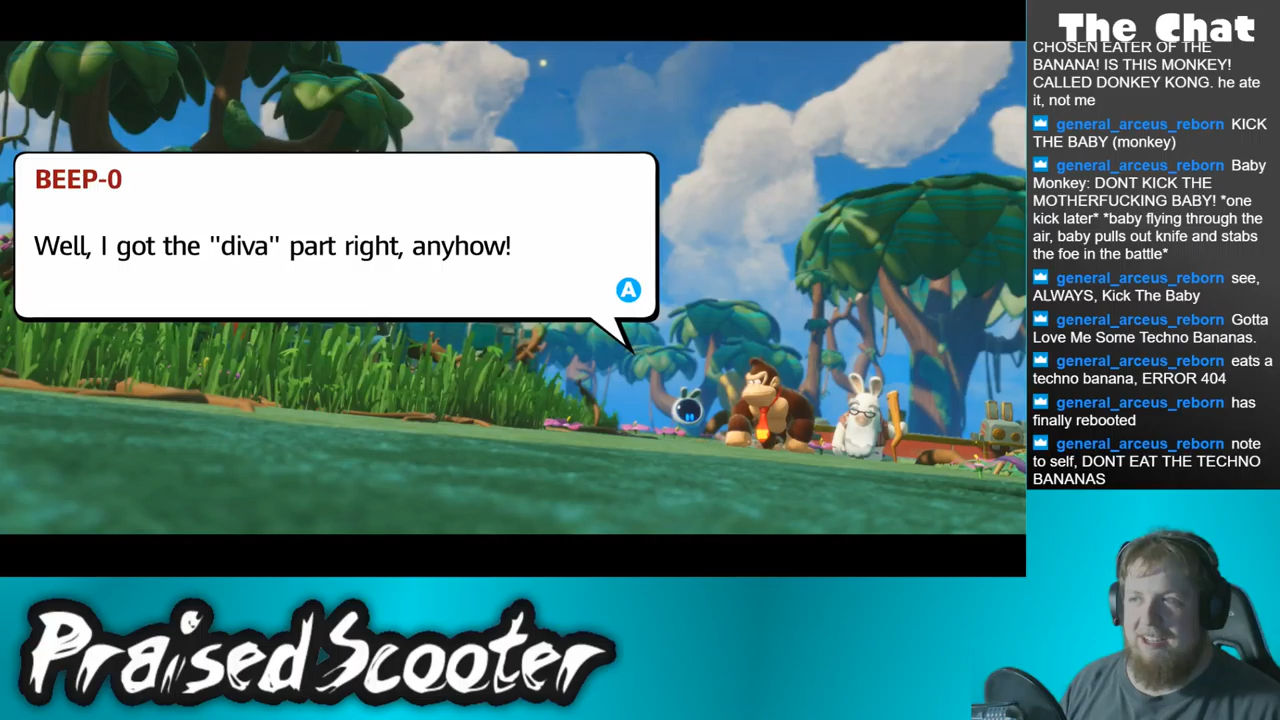 BEEP-0
Well, I got the "diva" part right, anyhow!
A
The Chat
CHOSEN EATER OF THE
BANANA! IS THIS MONKEY!
CALLED DONKEY KONG. he ate
it, not me
general_arceus_reborn KICK
THE BABY (monkey)
general_arceus_reborn Baby
Monkey: DONT KICK THE
MOTHERFUCKING BABY! *one
kick later* *baby flying through the
air, baby pulls out knife and stabs
the foe in the battle*
general_arceus_reborn see,
ALWAYS, Kick The Baby
general_arceus_reborn Gotta
Love Me Some Techno Bananas.
general_arceus_reborn eats a
techno banana, ERROR 404
general_arceus_reborn has
finally rebooted
general_arceus_reborn note
to self, DONT EAT THE TECHNO
BANANAS
PraisedScooter